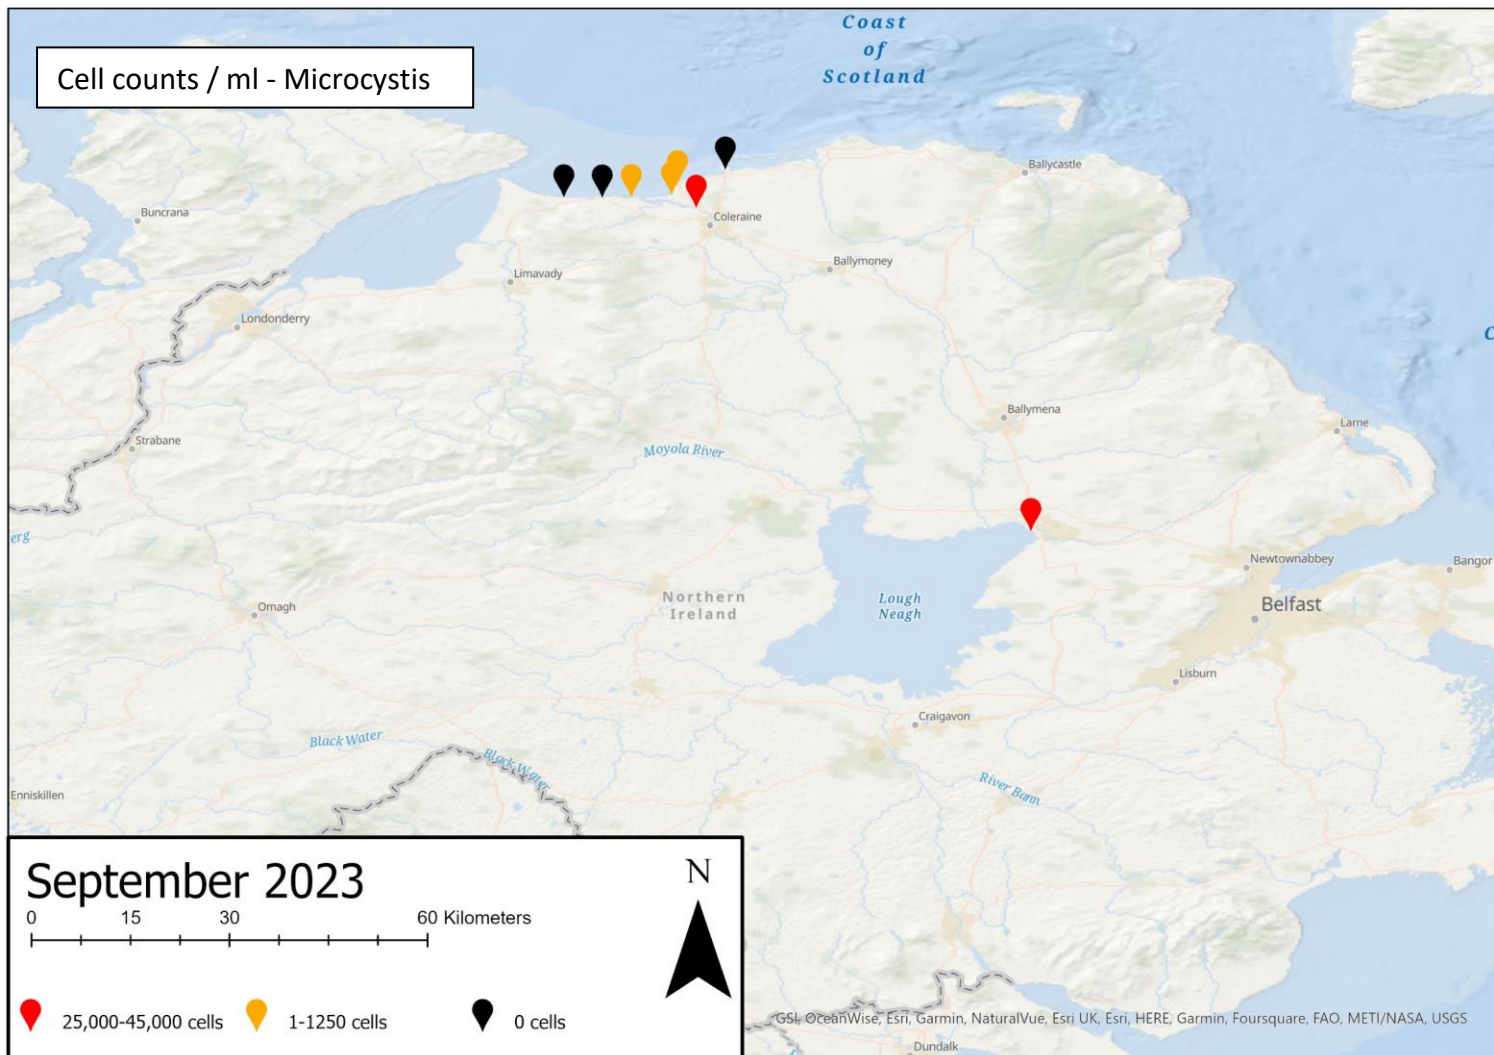 Cell counts / ml - Microcystis
Coast
of
Scotland
Ballycastle
Buncrana
Coleraine
Ballymoney
Limavady
Londonderry
C
Ballymena
Larne
Strabane
Moyola River
erg
Newtownabbey
Bangor
Northern
Ireland
Lough
Neagh
Omagh
Belfast
Lisburn
Craigavon
Black Water
Black Water
River Bann
Enniskillen
September 2023
0 15 30 60 Kilometers
N
25,000-45,000 cells 1-1250 cells 0 cells
GSI, OceanWise, Esri, Garmin, NaturalVue, Esri UK, Esri, HERE, Garmin, Foursquare, FAO, METI/NASA, USGS
Dundalk